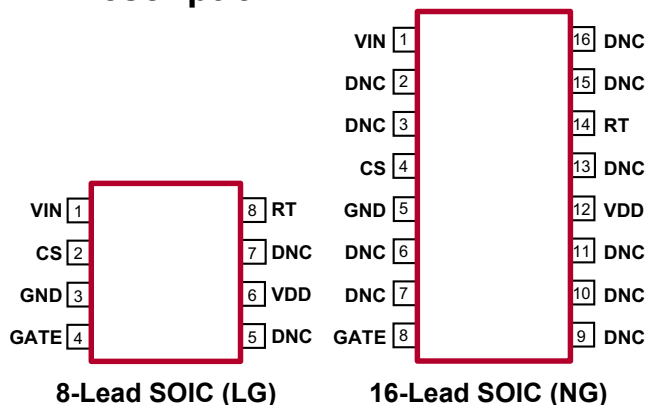 VIN 1
8 RT
CS 2
7 DNC
GND 3
6 VDD
GATE 4
5 DNC
8-Lead SOIC (LG)
VIN 1
16 DNC
DNC 2
15 DNC
DNC 3
14 RT
CS 4
13 DNC
GND 5
12 VDD
DNC 6
11 DNC
DNC 7
10 DNC
GATE 8
9 DNC
16-Lead SOIC (NG)